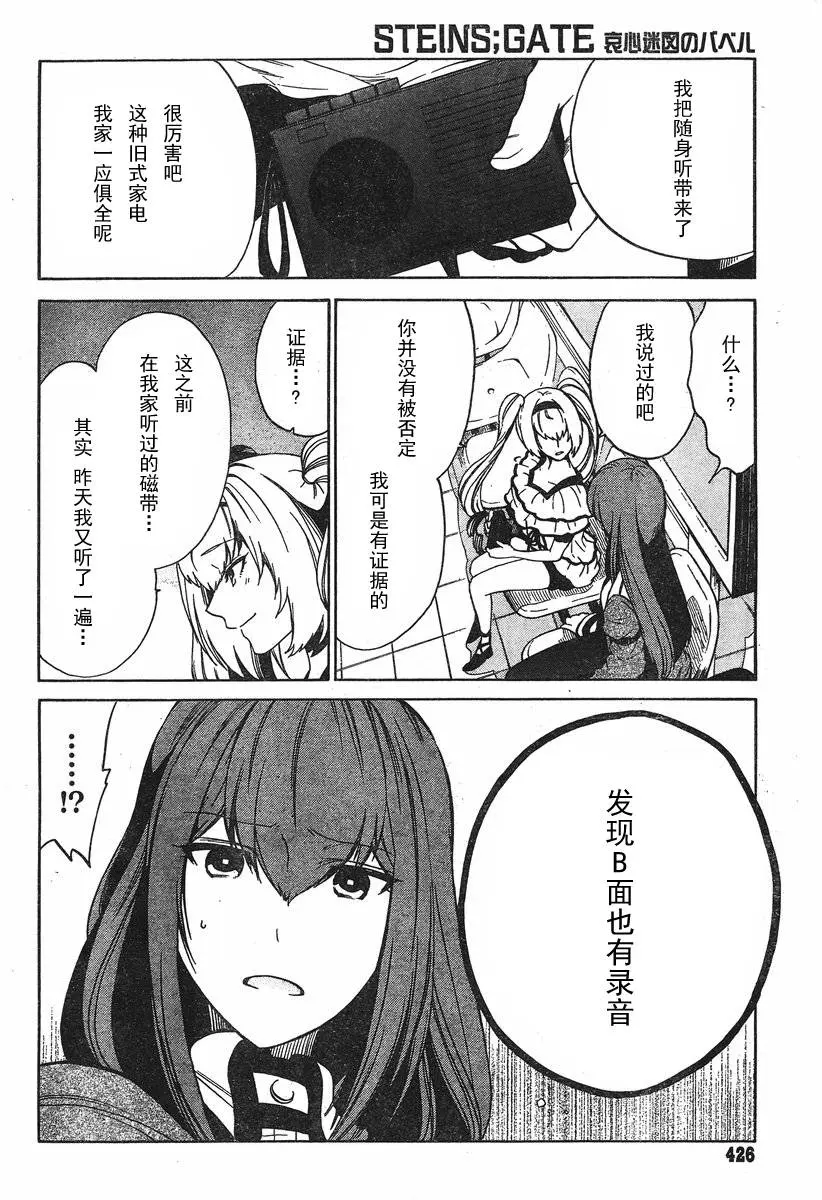 STEINS;GATE 哀心迷図のバベル
我把随身听带来了
很厉害吧
这种旧式家电
我家一应俱全呢
什么…?
我说过的吧
你并没有被否定
我可是有证据的
证据…?
这之前
在我家听过的磁带…
其实 昨天我又听了一遍…
发现B面也有录音
……!?
426